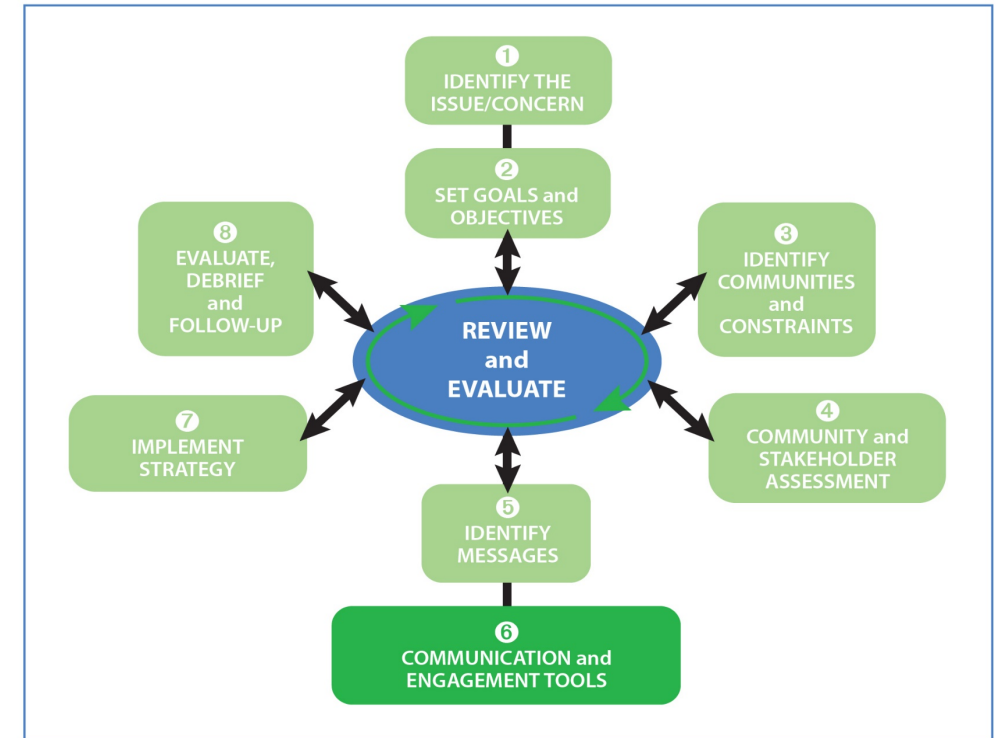 1
IDENTIFY THE
ISSUE/CONCERN
2
SET GOALS and
OBJECTIVES
3
IDENTIFY
COMMUNITIES
and
CONSTRAINTS
4
COMMUNITY and
STAKEHOLDER
ASSESSMENT
5
IDENTIFY
MESSAGES
6
COMMUNICATION and
ENGAGEMENT TOOLS
7
IMPLEMENT
STRATEGY
8
EVALUATE,
DEBRIEF
and
FOLLOW-UP
REVIEW
and
EVALUATE